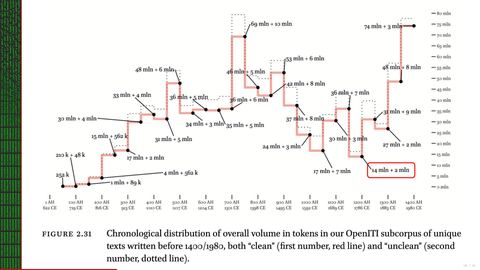 80 mln
75 mln
74 mln + 3 mln
69 mln + 10 mln
70 mln
65 mln
60 mln
53 mln + 6 mln
55 mln
48 mln + 6 mln
46 mln + 5 mln
48 mln + 8 mln
50 mln
45 mln
33 mln + 4 mln
36 mln + 5 mln
36 mln + 6 mln
42 mln + 8 mln
36 mln + 7 mln
40 mln
35 mln
30 mln + 4 mln
34 mln + 3 mln
35 mln + 5 mln
37 mln + 8 mln
31 mln + 9 mln
30 mln
15 mln + 562 k
31 mln + 5 mln
30 mln + 3 mln
27 mln + 2 mln
25 mln
210 k + 48 k
17 mln + 2 mln
24 mln + 3 mln
20 mln
15 mln
252 k
4 mln + 562 k
17 mln + 7 mln
14 mln + 2 mln
10 mln
1 mln + 89 k
5 mln
1 mln
1 AH
100 AH
200 AH
300 AH
400 AH
500 AH
600 AH
700 AH
800 AH
900 AH
1000 AH
1100 AH
1200 AH
1300 AH
1400 AH
622 CE
719 CE
816 CE
913 CE
1010 CE
1107 CE
1204 CE
1301 CE
1398 CE
1495 CE
1592 CE
1689 CE
1786 CE
1883 CE
1980 CE
FIGURE 2.31 Chronological distribution of overall volume in tokens in our OpenITI subcorpus of unique
texts written before 1400/1980, both “clean” (first number, red line) and “unclean” (second
number, dotted line).